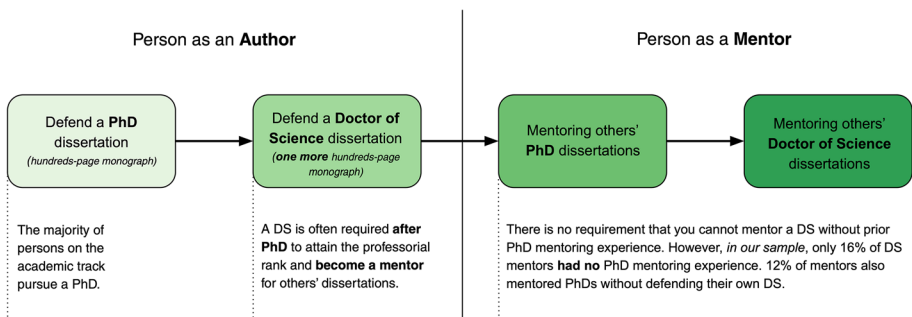 Person as an Author
Person as a Mentor
Defend a PhD
dissertation
(hundreds-page monograph)
Defend a Doctor of
Science dissertation
(one more hundreds-page
monograph)
Mentoring others’
PhD dissertations
Mentoring others’
Doctor of Science
dissertations
The majority of
persons on the
academic track
pursue a PhD.
A DS is often required after
PhD to attain the professorial
rank and become a mentor
for others’ dissertations.
There is no requirement that you cannot mentor a DS without prior
PhD mentoring experience. However, in our sample, only 16% of DS
mentors had no PhD mentoring experience. 12% of mentors also
mentored PhDs without defending their own DS.